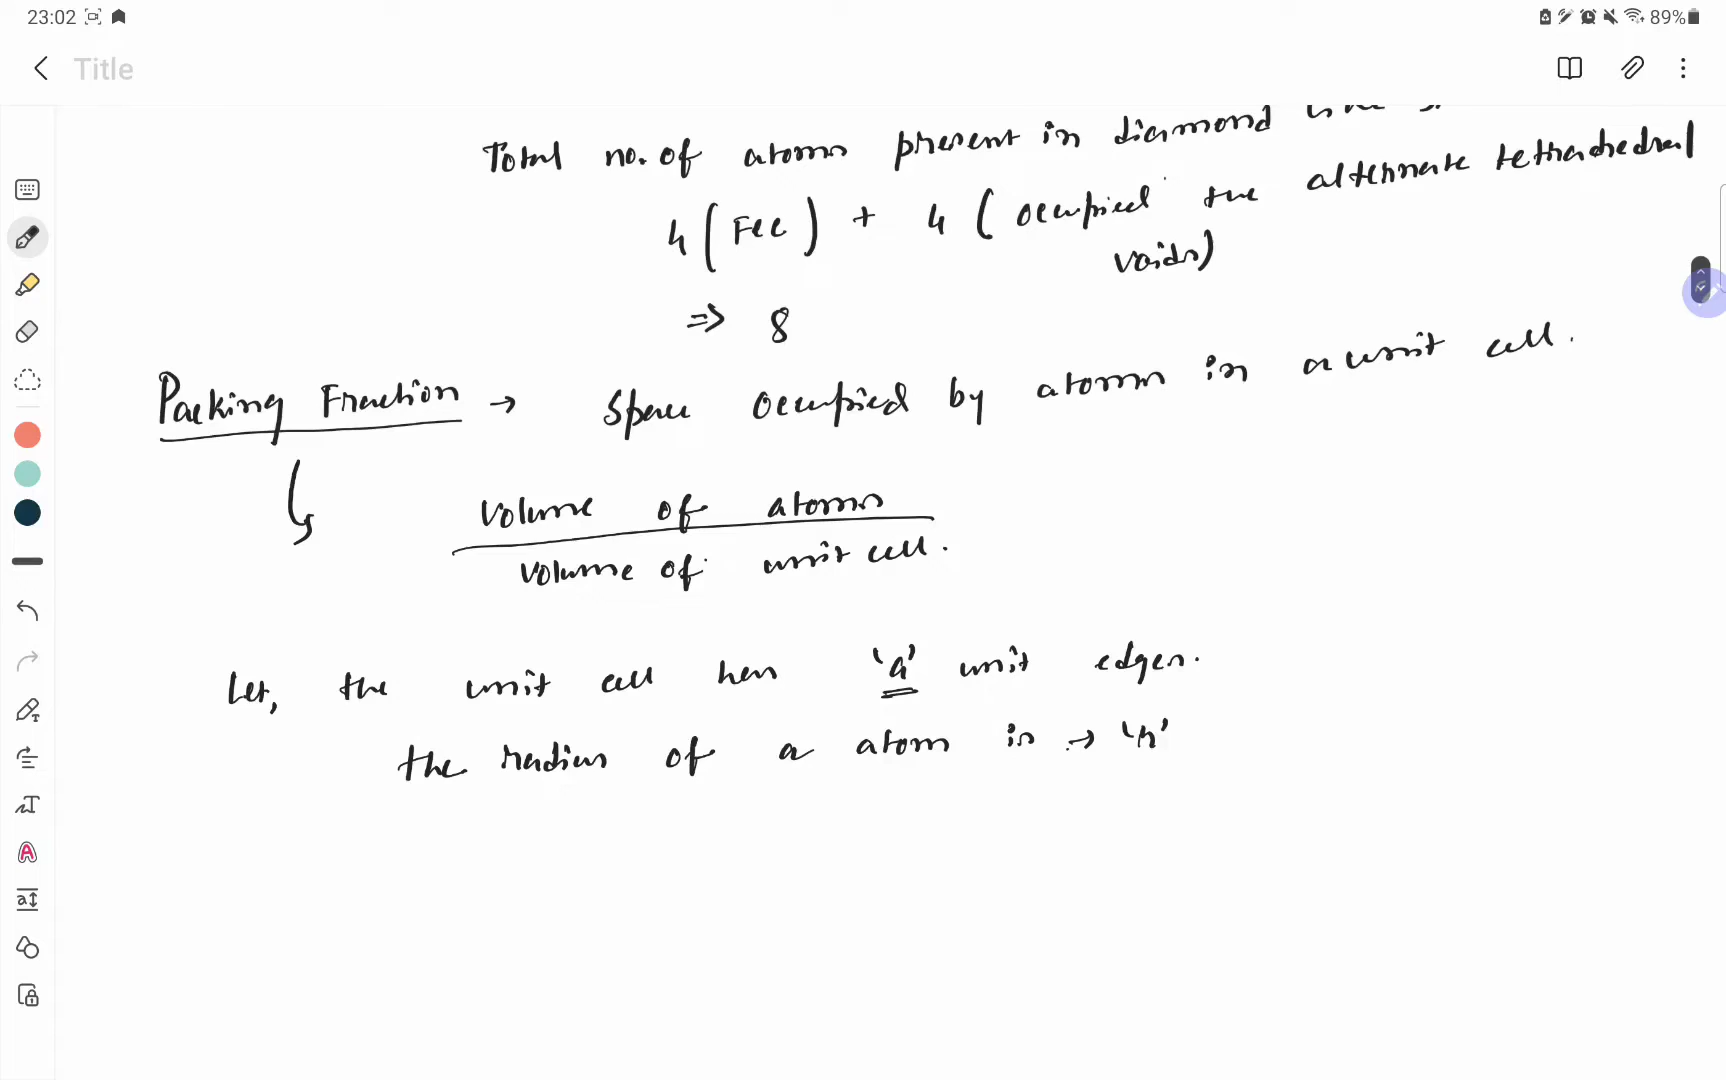 23:02 89%
Title
Total no. of atoms present in diamond
4 (Fcc) + 4 (occupied the alternate tetrahedral
voids)
=> 8
Packing Fraction → space occupied by atoms in a unit cell.
Volume of atoms
Volume of unit cell.
Let, the unit cell has 'a' unit edges.
the radius of a atom is → 'r'